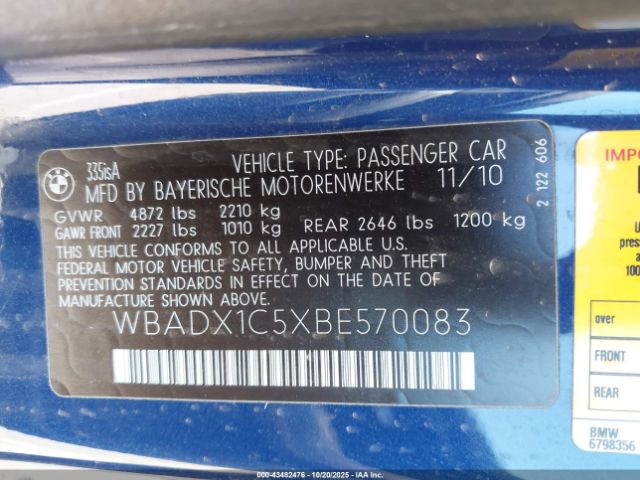 335isA VEHICLE TYPE: PASSENGER CAR
MFD BY BAYERISCHE MOTORENWERKE 11/10
GVWR 4872 lbs 2210 kg
GAWR FRONT 2227 lbs 1010 kg REAR 2646 lbs 1200 kg
THIS VEHICLE CONFORMS TO ALL APPLICABLE U.S.
FEDERAL MOTOR VEHICLE SAFETY, BUMPER AND THEFT
PREVENTION STANDARDS IN EFFECT ON THE DATE OF
MANUFACTURE SHOWN ABOVE.
WBADX1C5XBE570083
2 122 606
FRONT
REAR
BMW
6798356
000-43482476 - 10/20/2025 - Copyright © IAA, LLC.